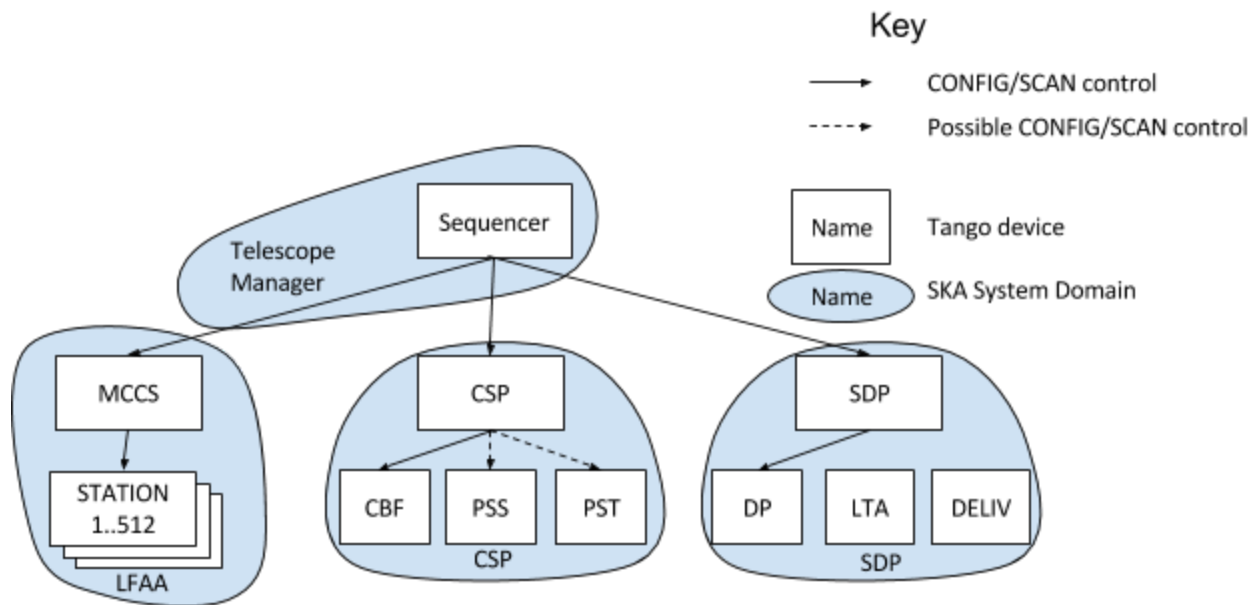 Key
CONFIG/SCAN control
Possible CONFIG/SCAN control
Name
Tango device
Name
SKA System Domain
Sequencer
Telescope
Manager
MCCS
STATION
1..512
LFAA
CSP
CBF
PSS
PST
CSP
SDP
DP
LTA
DELIV
SDP